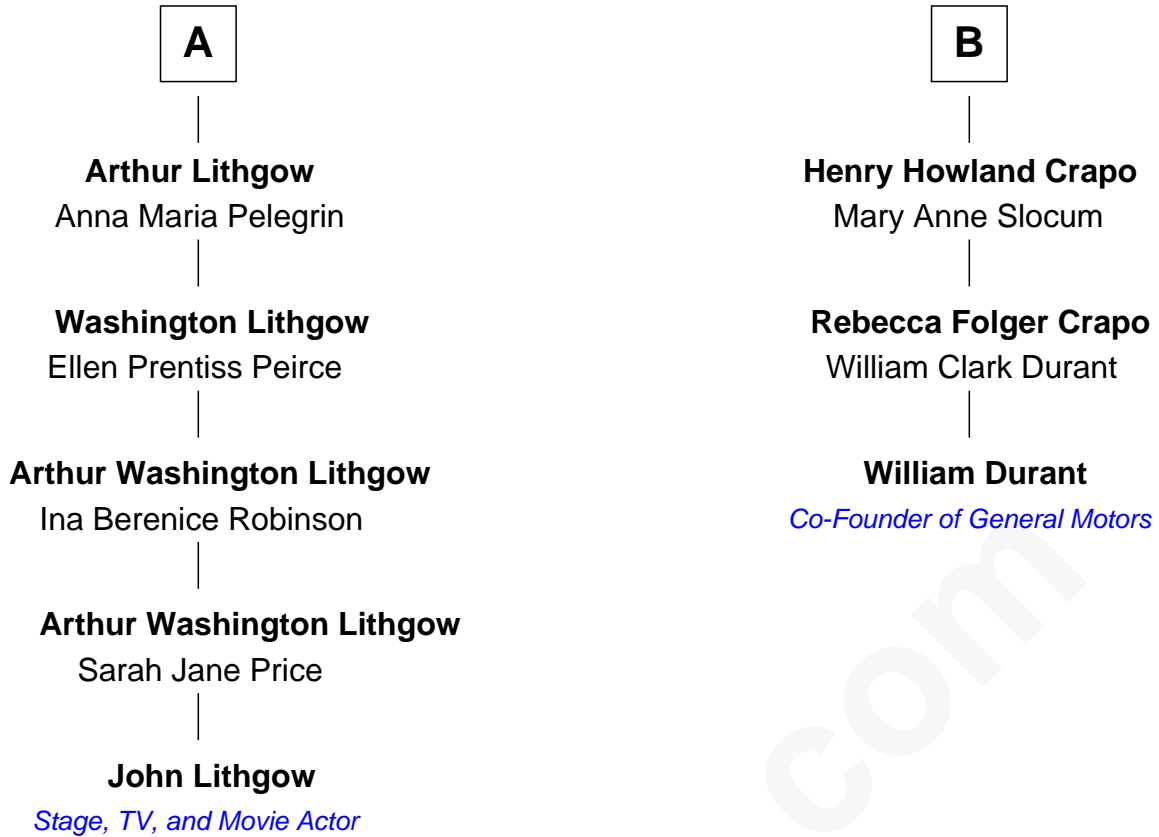 A
Arthur Lithgow
Anna Maria Pelegrin
Washington Lithgow
Ellen Prentiss Peirce
Arthur Washington Lithgow
Ina Berenice Robinson
Arthur Washington Lithgow
Sarah Jane Price
John Lithgow
Stage, TV, and Movie Actor
B
Henry Howland Crapo
Mary Anne Slocum
Rebecca Folger Crapo
William Clark Durant
William Durant
Co-Founder of General Motors
com